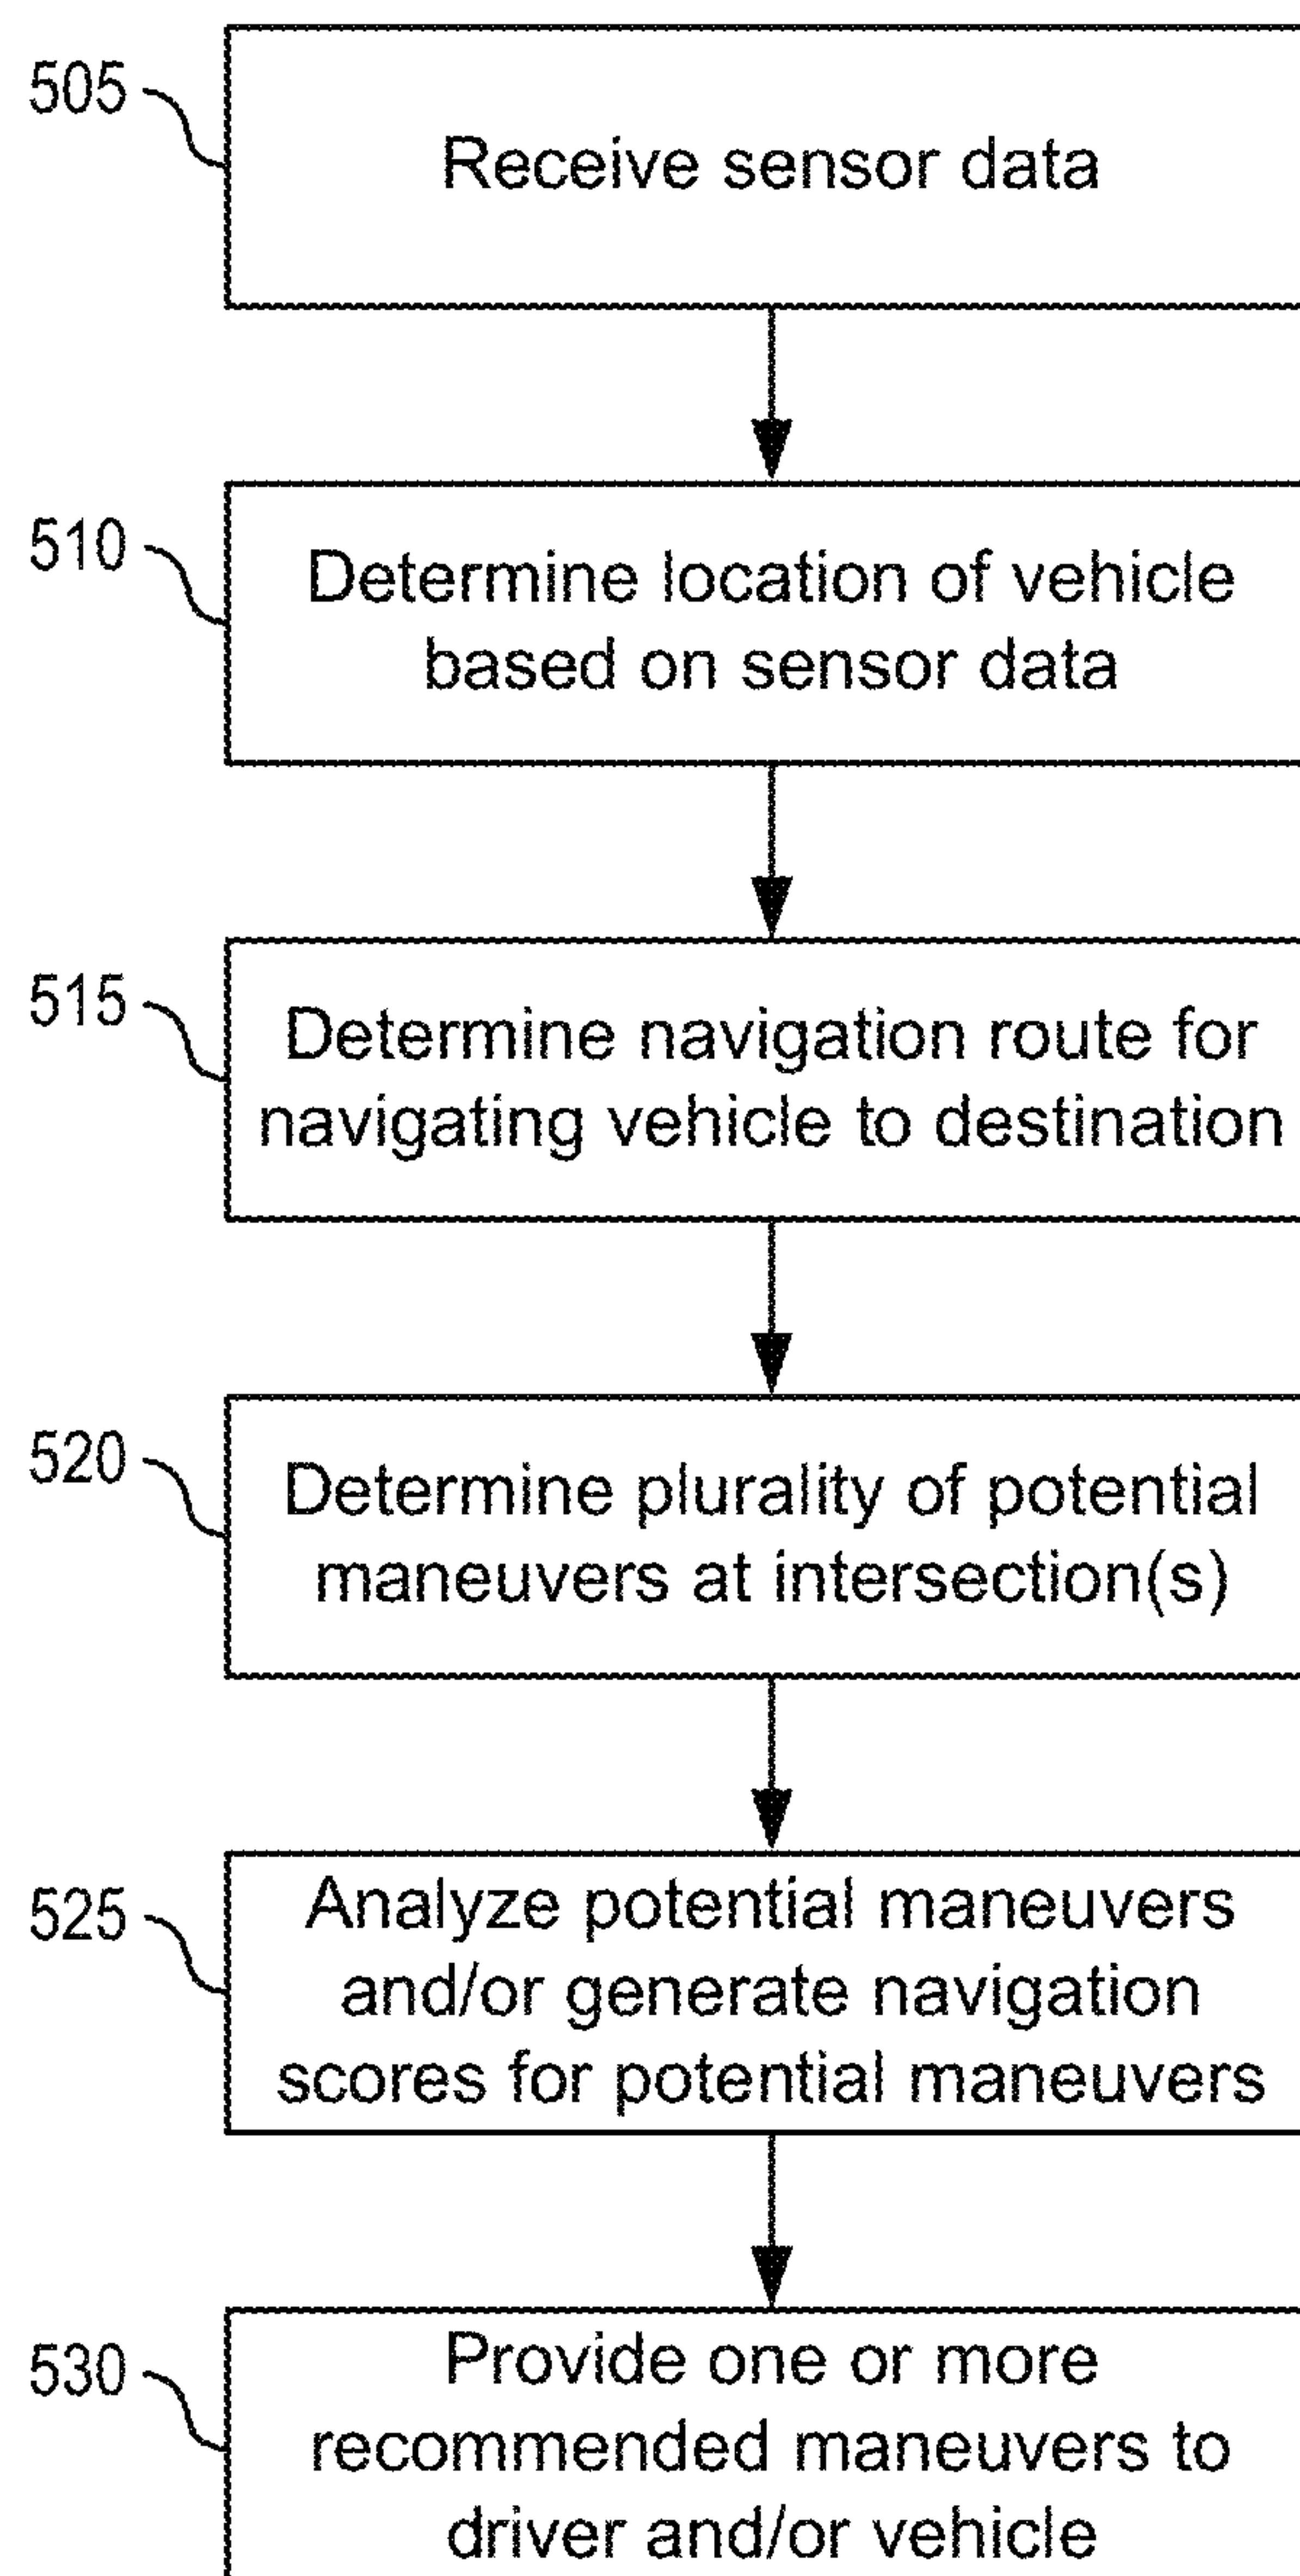 505
Receive sensor data
510
Determine location of vehicle
based on sensor data
515
Determine navigation route for
navigating vehicle to destination
520
Determine plurality of potential
maneuvers at intersection(s)
525
Analyze potential maneuvers
and/or generate navigation
scores for potential maneuvers
530
Provide one or more
recommended maneuvers to
driver and/or vehicle